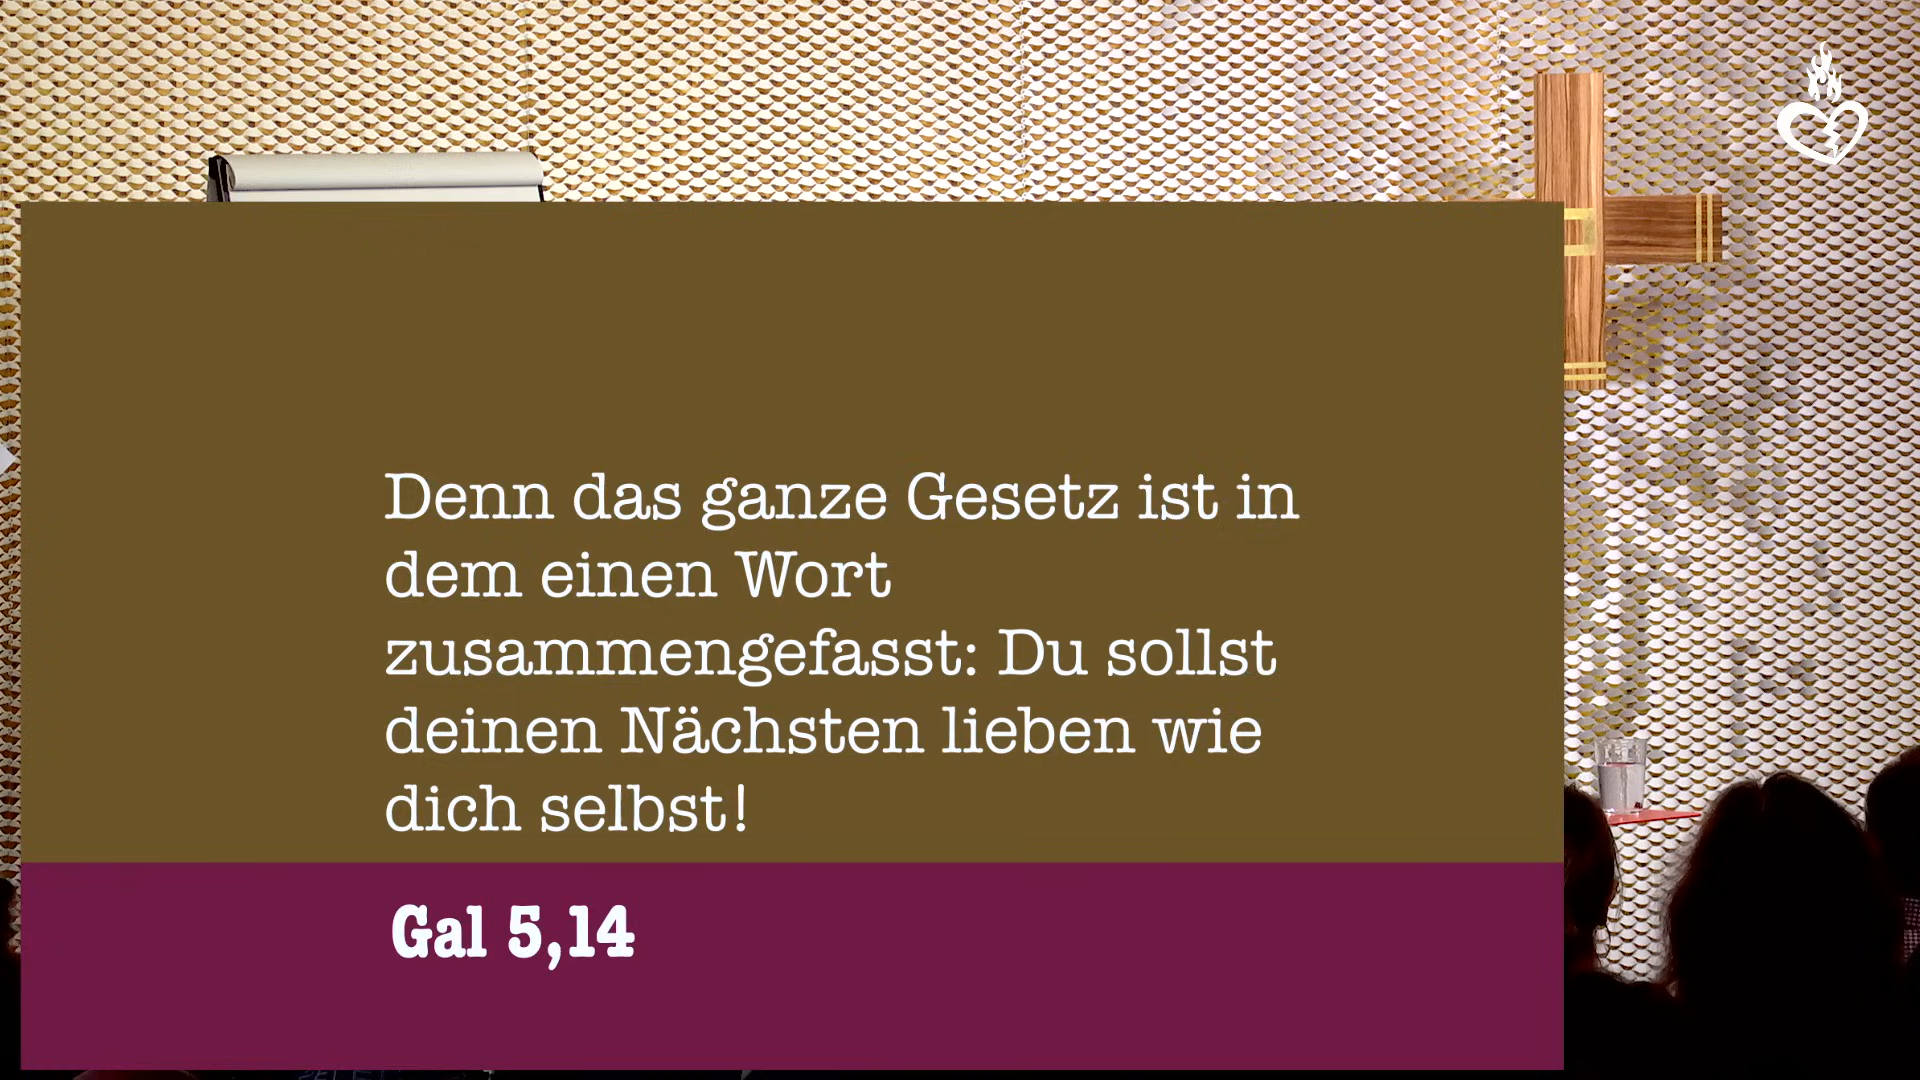 Denn das ganze Gesetz ist in
dem einen Wort
zusammengefasst: Du sollst
deinen Nächsten lieben wie
dich selbst!
Gal 5,14